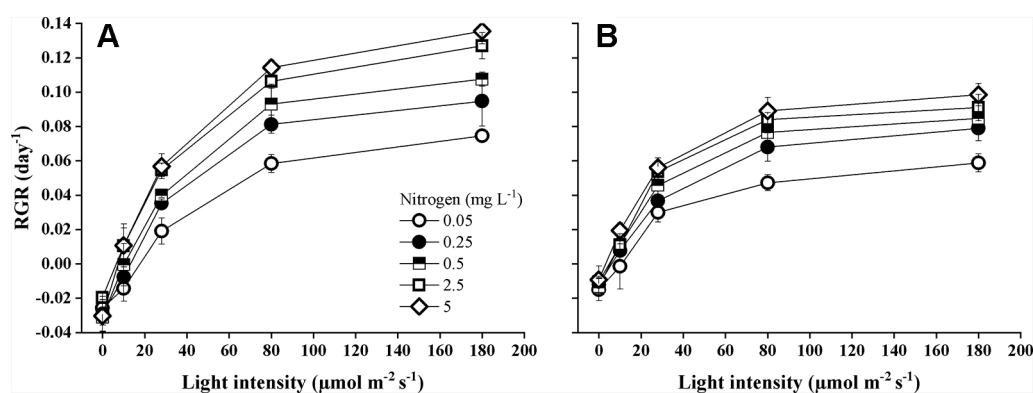 A
B
0.14
0.12
0.10
0.08
0.06
0.04
0.02
0.00
-0.02
-0.04
RGR (day-1)
Nitrogen (mg L-1)
0.05
0.25
0.5
2.5
5
0 20 40 60 80 100 120 140 160 180 200
0 20 40 60 80 100 120 140 160 180 200
Light intensity (μmol m-2 s-1)
Light intensity (μmol m-2 s-1)